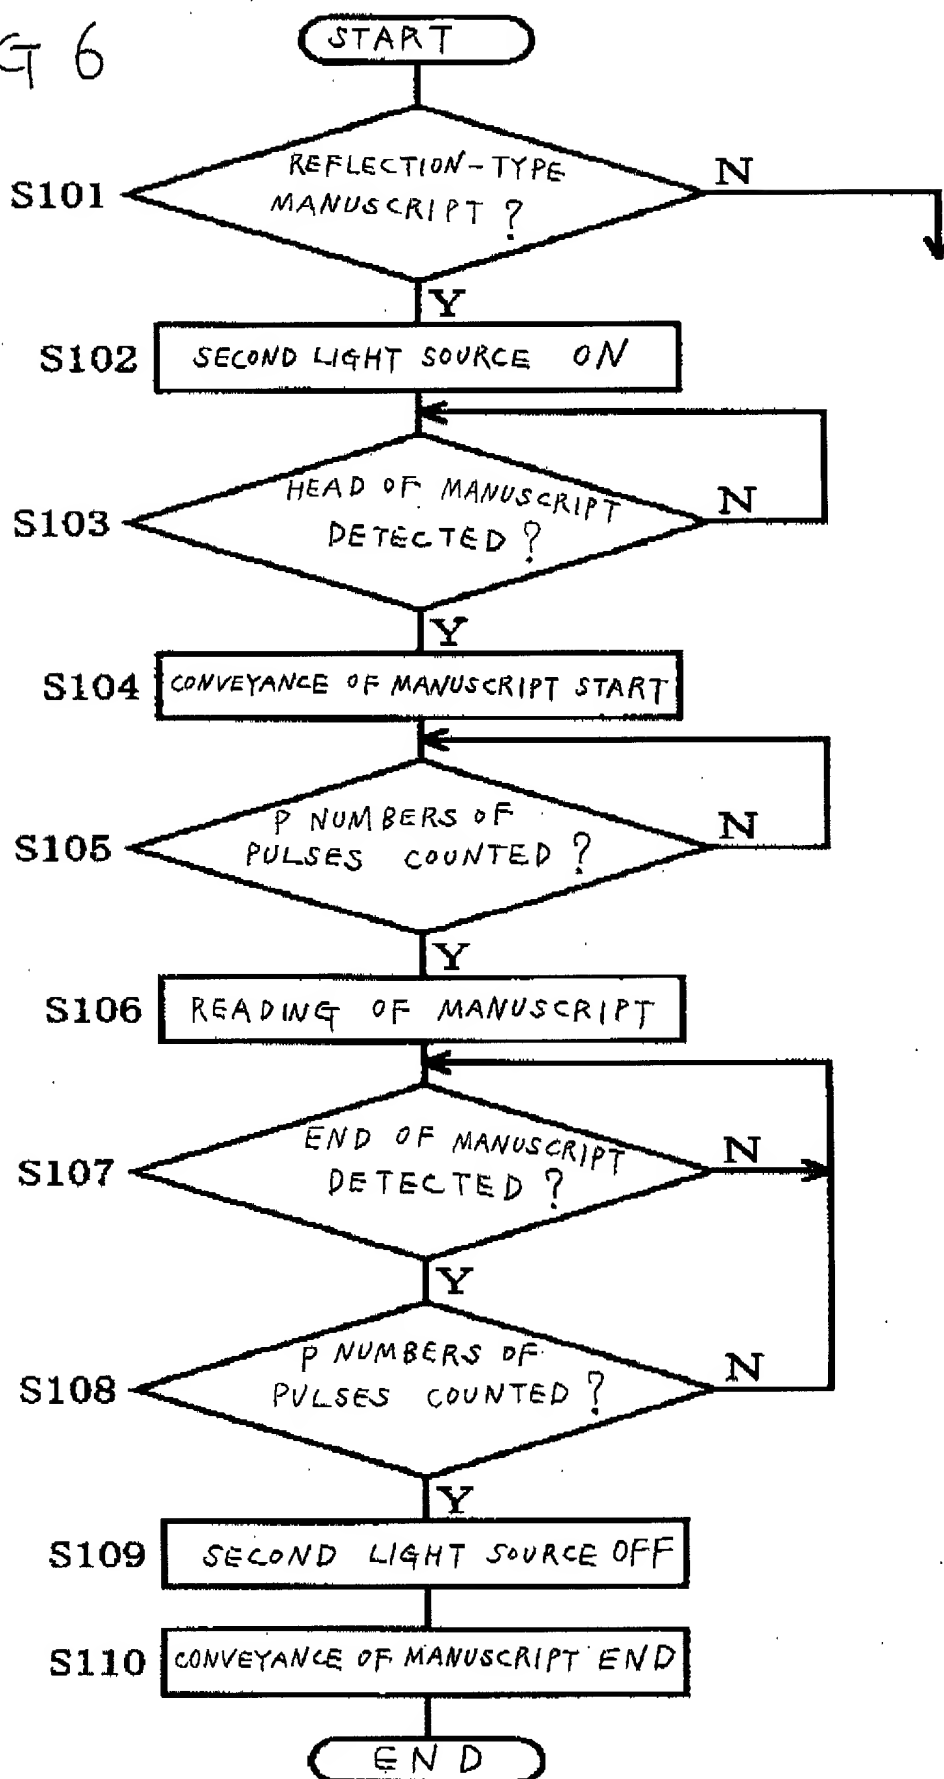 G 6
START
REFLECTION-TYPE
MANUSCRIPT?
N
S101
Y
S102
SECOND LIGHT SOURCE ON
HEAD OF MANUSCRIPT
DETECTED?
N
S103
Y
S104
CONVEYANCE OF MANUSCRIPT START
P NUMBERS OF
PULSES COUNTED?
N
S105
Y
S106
READING OF MANUSCRIPT
END OF MANUSCRIPT
DETECTED?
N
S107
Y
P NUMBERS OF
PULSES COUNTED?
N
S108
Y
S109
SECOND LIGHT SOURCE OFF
S110
CONVEYANCE OF MANUSCRIPT END
END